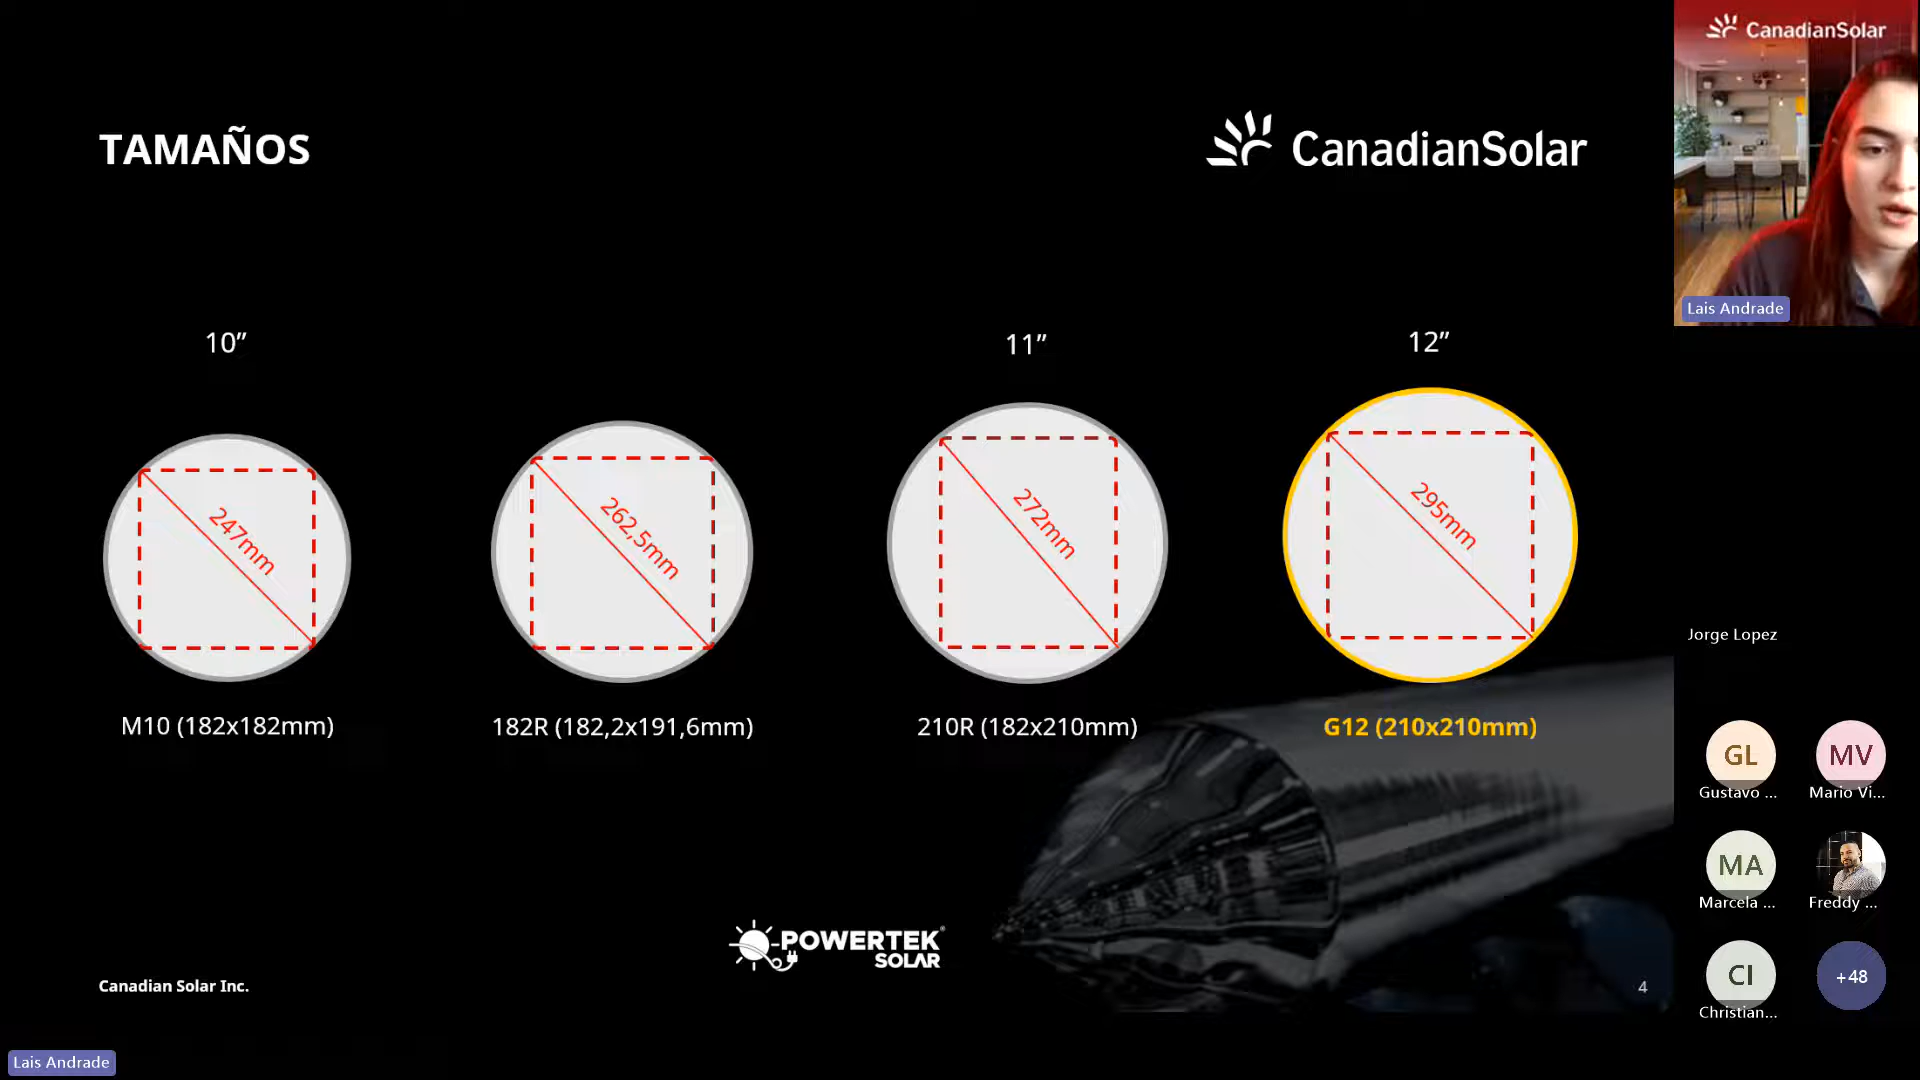 CanadianSolar
TAMAÑOS
CanadianSolar
Lais Andrade
10”
11”
12”
247mm
262,5mm
272mm
295mm
M10 (182x182mm)
182R (182,2x191,6mm)
210R (182x210mm)
G12 (210x210mm)
Jorge Lopez
GL
MV
Gustavo ...
Mario Vi...
MA
Marcela ...
Freddy ...
POWERTEK
SOLAR
Canadian Solar Inc.
4
CI
+48
Christian...
Lais Andrade